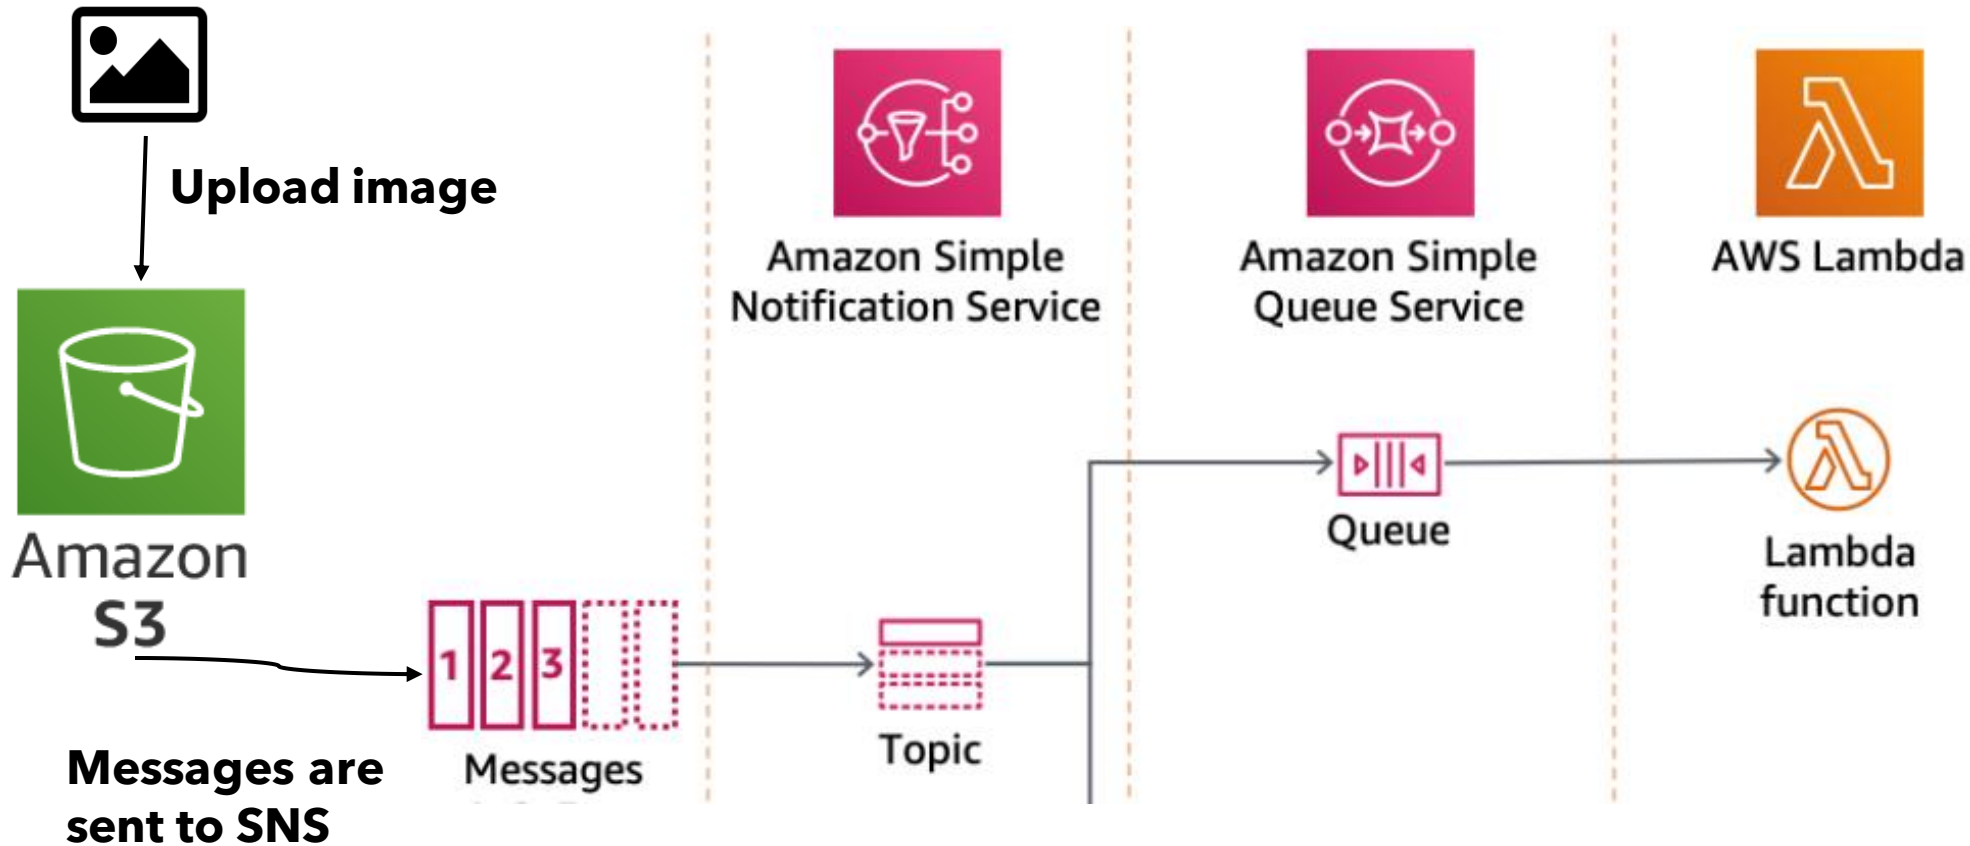 Upload image
Amazon
S3
Messages are
sent to SNS
1 2 3
Messages
Amazon Simple
Notification Service
Topic
Amazon Simple
Queue Service
Queue
AWS Lambda
Lambda
function